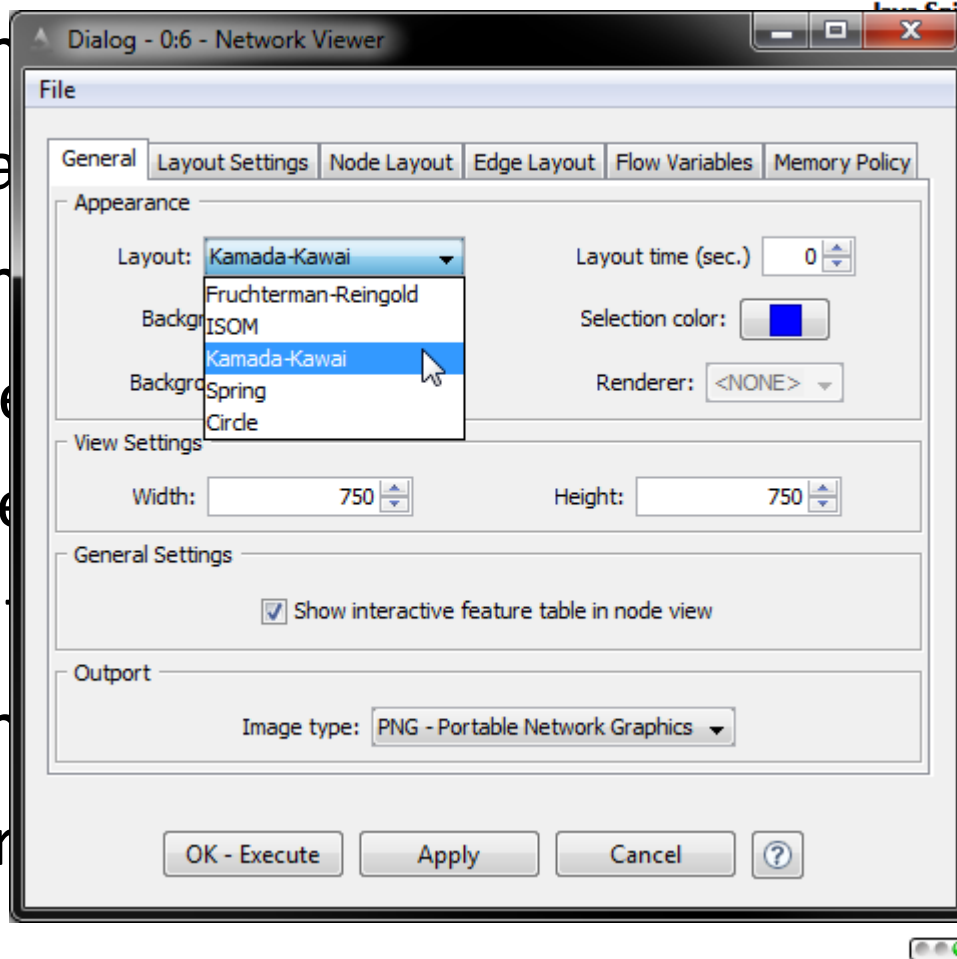 Dialog - 0:6 - Network Viewer
File
General Layout Settings Node Layout Edge Layout Flow Variables Memory Policy
Appearance
Layout: Kamada-Kawai Layout time (sec.) 0
Fruchterman-Reingold
ISOM Selection color:
Kamada-Kawai
Spring Renderer: <NONE>
Circle
View Settings
Width: 750 Height: 750
General Settings
Show interactive feature table in node view
Outport
Image type: PNG - Portable Network Graphics
OK - Execute Apply Cancel ?